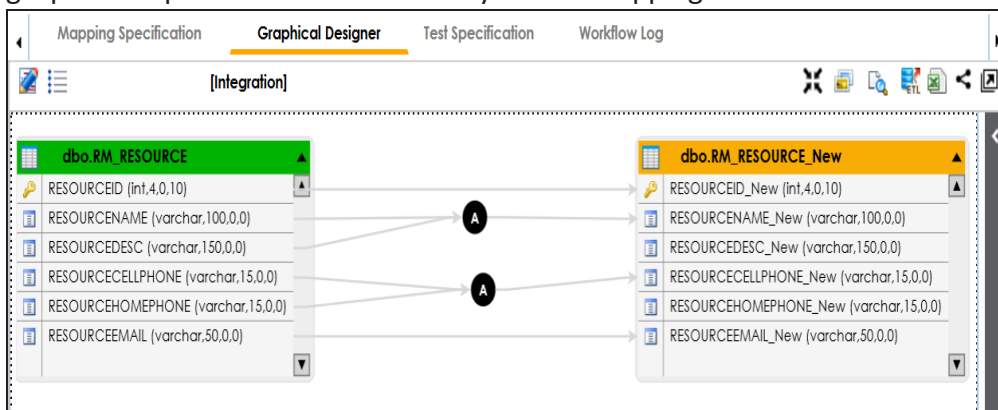 Mapping Specification Graphical Designer Test Specification Workflow Log
[Integration]
ETL
dbo.RM_RESOURCE
RESOURCEID (int,4,0,10)
RESOURCENAME (varchar,100,0,0)
RESOURCEDESC (varchar,150,0,0)
RESOURCECELLPHONE (varchar,15,0,0)
RESOURCEHOMEPHONE (varchar,15,0,0)
RESOURCEEMAIL (varchar,50,0,0)
A
A
dbo.RM_RESOURCE_New
RESOURCEID_New (int,4,0,10)
RESOURCENAME_New (varchar,100,0,0)
RESOURCEDESC_New (varchar,150,0,0)
RESOURCECELLPHONE_New (varchar,15,0,0)
RESOURCEHOMEPHONE_New (varchar,15,0,0)
RESOURCEEMAIL_New (varchar,50,0,0)